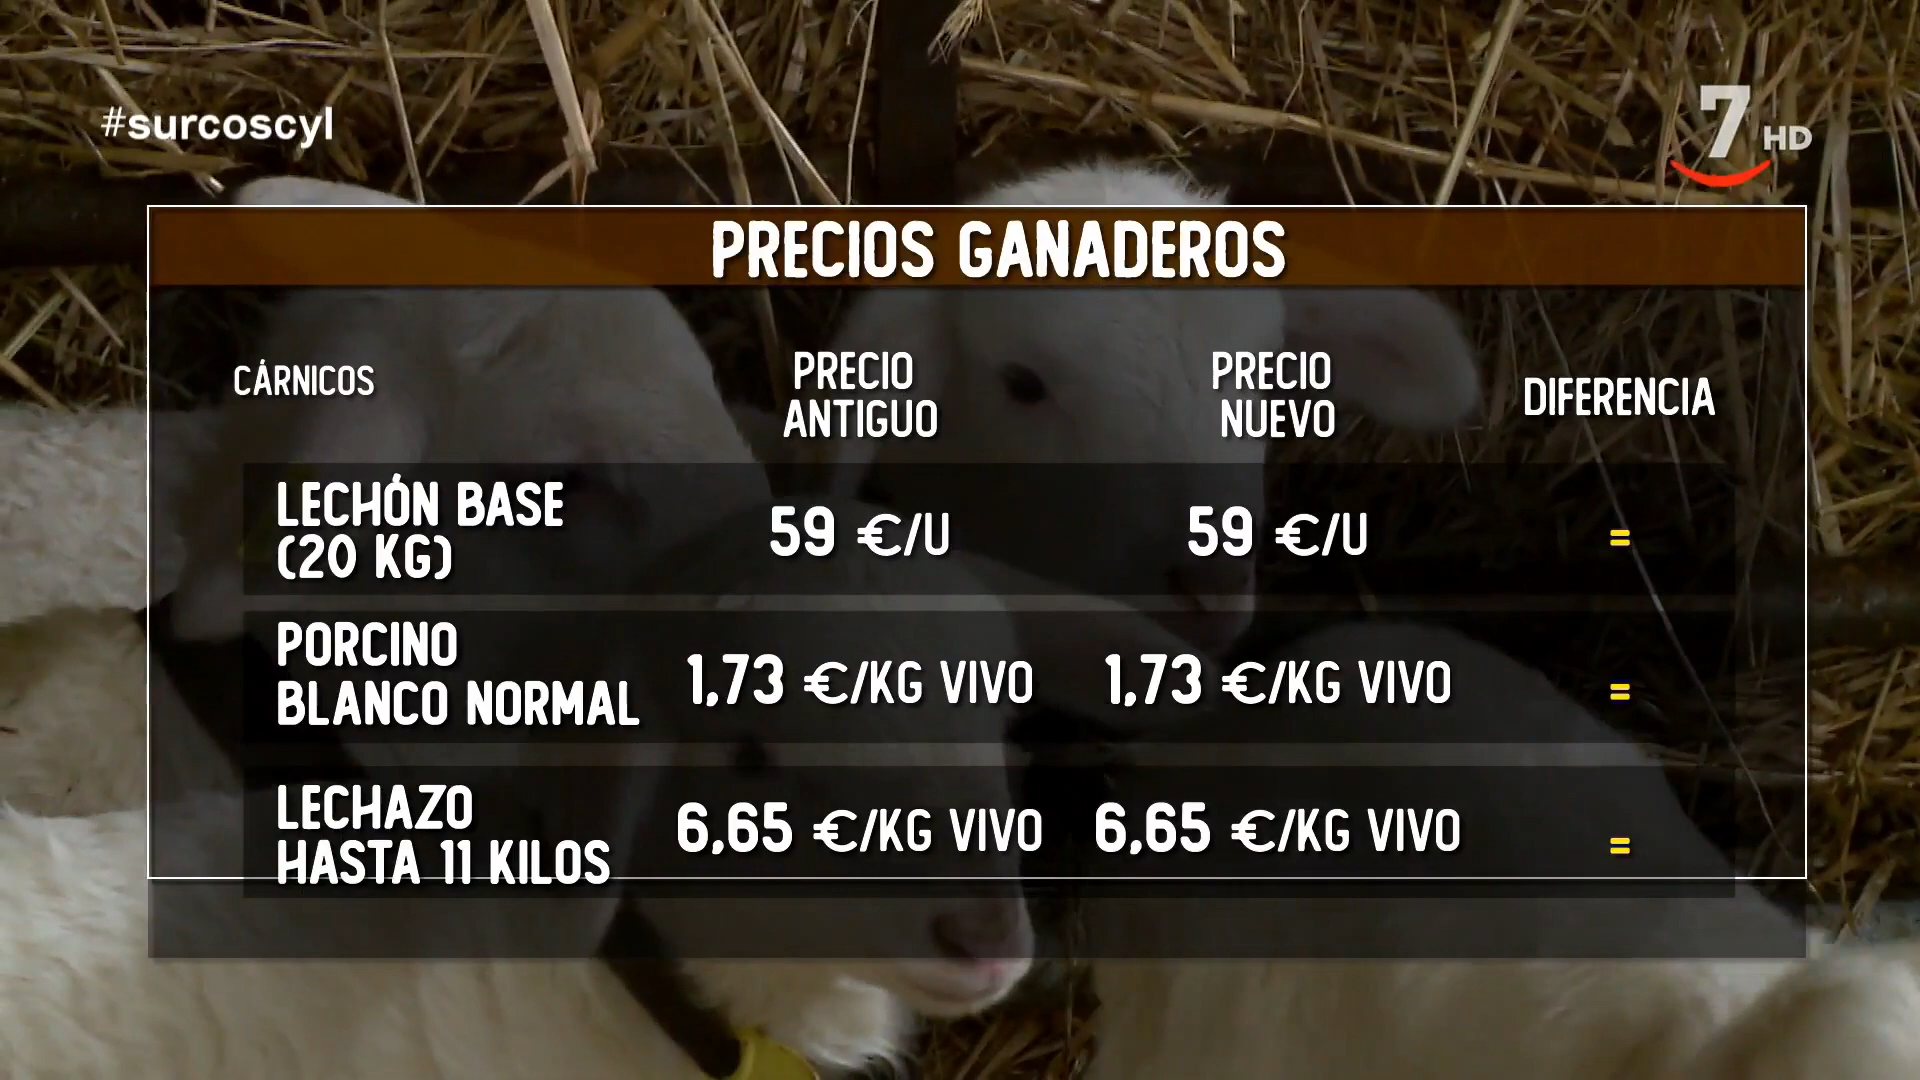 #surcoscyl
7 HD
PRECIOS GANADEROS
CÁRNICOS
PRECIO
ANTIGUO
PRECIO
NUEVO
DIFERENCIA
LECHÓN BASE
(20 KG)
59 €/U
59 €/U
=
PORCINO
BLANCO NORMAL
1,73 €/KG VIVO
1,73 €/KG VIVO
=
LECHAZO
HASTA 11 KILOS
6,65 €/KG VIVO
6,65 €/KG VIVO
=